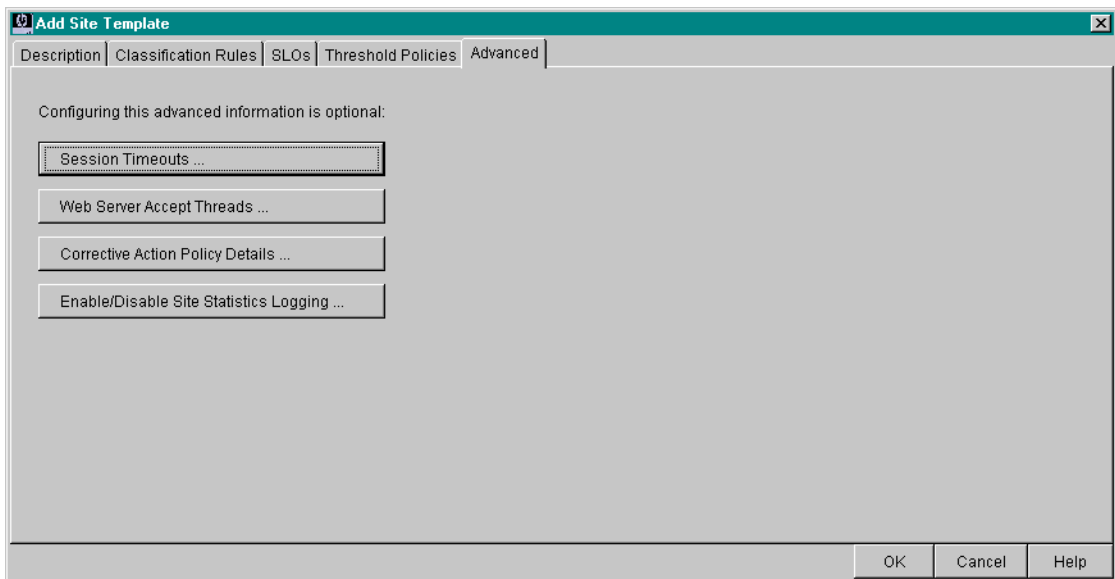 Add Site Template
Description Classification Rules SLOs Threshold Policies Advanced
Configuring this advanced information is optional:
Session Timeouts ...
Web Server Accept Threads ...
Corrective Action Policy Details ...
Enable/Disable Site Statistics Logging ...
OK Cancel Help